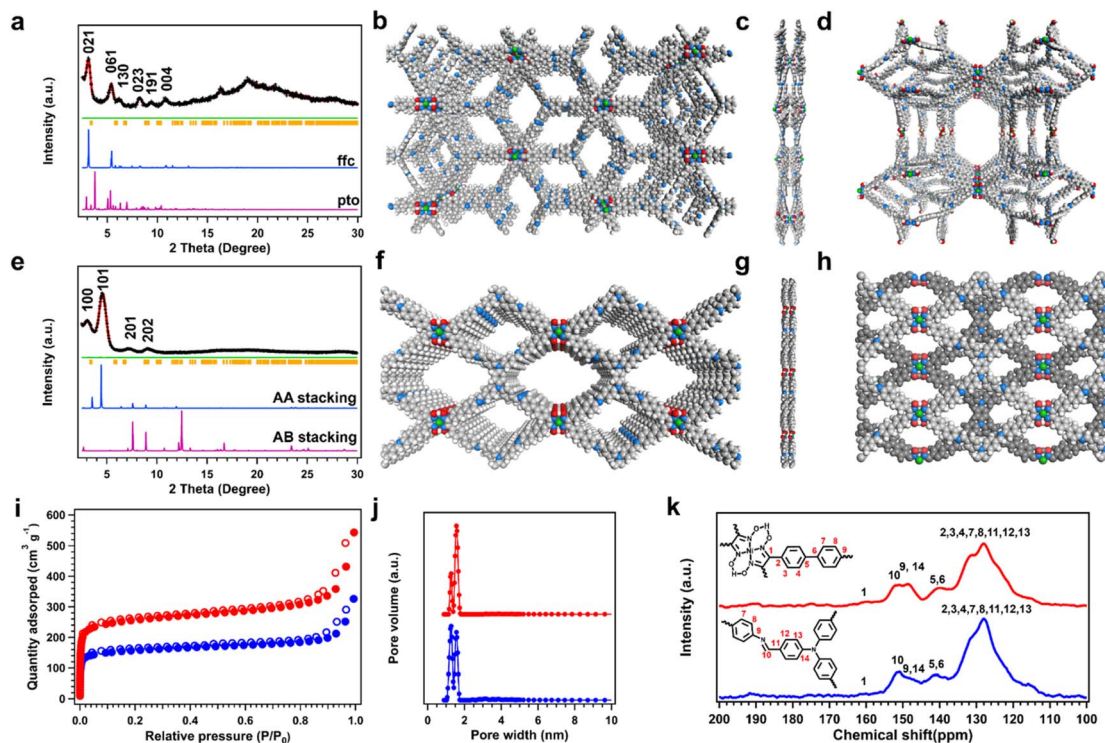 a
b
c
d
021
061
130
023
191
004
Intensity (a.u.)
ffc
pto
5
10
15
20
25
30
2 Theta (Degree)
e
f
g
h
100
101
201
202
Intensity (a.u.)
AA stacking
AB stacking
5
10
15
20
25
30
2 Theta (Degree)
i
j
k
Quantity adsorbed (cm³ g⁻¹)
600
500
400
300
200
100
0
0.0
0.2
0.4
0.6
0.8
1.0
Relative pressure (P/P₀)
Pore volume (a.u.)
0
2
4
6
8
10
Pore width (nm)
Intensity (a.u.)
2,3,4,7,8,11,12,13
10
9, 14
5,6
1
2,3,4,7,8,11,12,13
10
9, 14
5,6
1
200
190
180
170
160
150
140
130
120
110
100
Chemical shift(ppm)